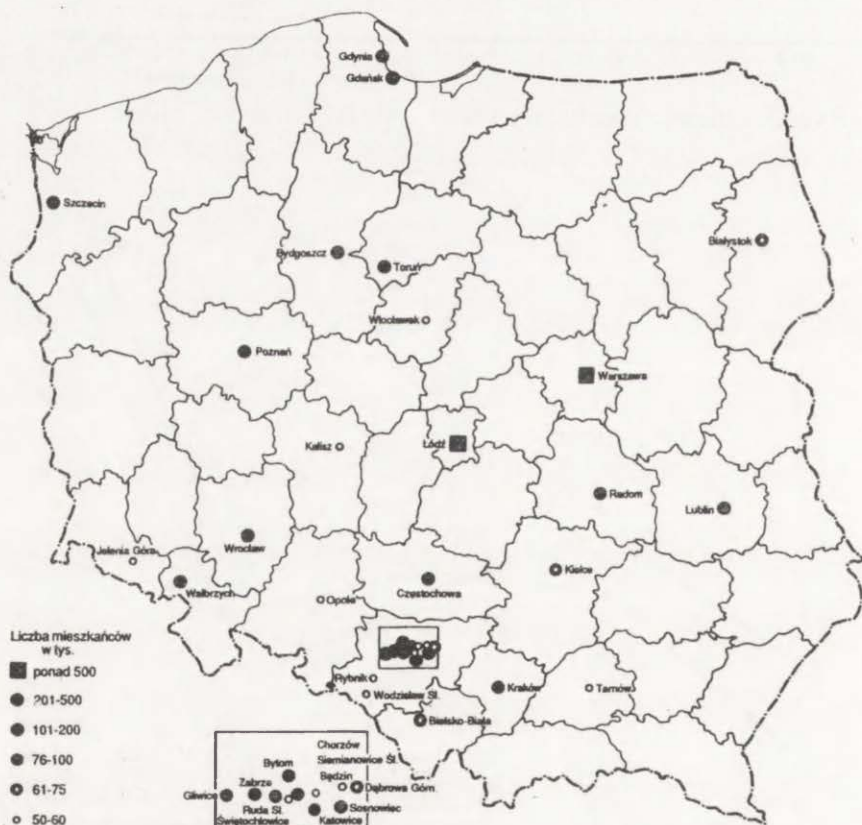 Gdynia
Gdańsk
Szczecin
Białystok
Bydgoszcz
Toruń
Włocławek
Poznań
Warszawa
Kalisz
Łódź
Radom
Lublin
Wrocław
Jelenia Góra
Wałbrzych
Częstochowa
Kielce
Opole
Rybnik
Wodzisław Śl.
Kraków
Tarnów
Bielsko-Biała
Liczba mieszkańców
w tys.
ponad 500
201-500
101-200
76-100
61-75
50-60
Chorzów
Siemianowice Śl.
Bytom
Będzin
Zabrze
Dąbrowa Górn.
Gliwice
Ruda Śl.
Sosnowiec
Świętochłowice
Katowice